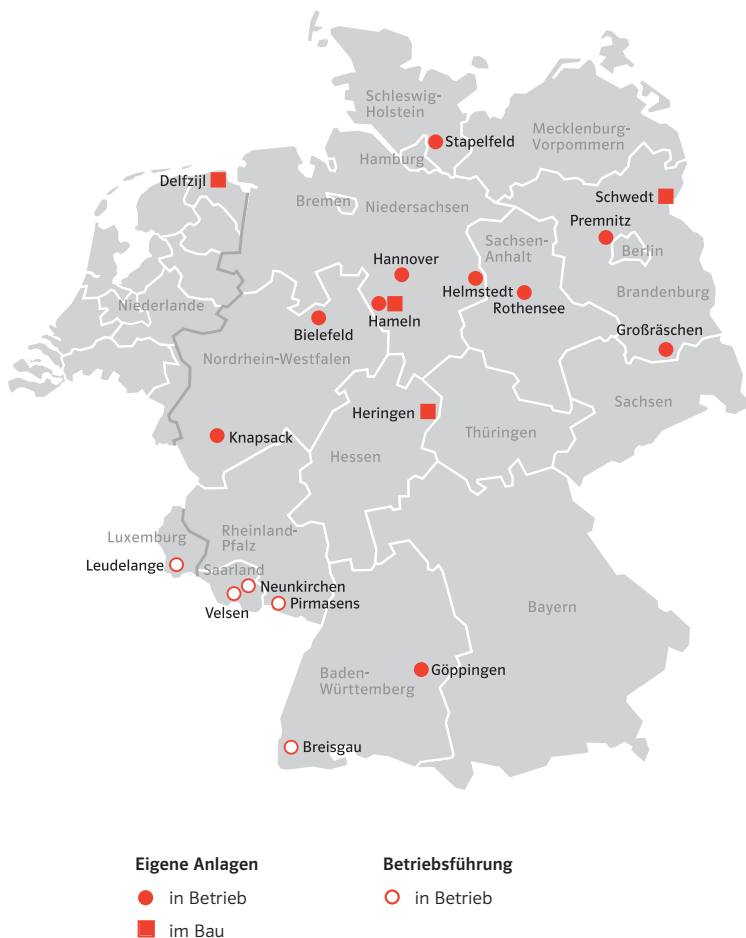 Schleswig-
Holstein
Mecklenburg-
Vorpommern
Stapelfeld
Hamburg
Delfzijl
Schwedt
Bremen
Niedersachsen
Premnitz
Sachsen-
Anhalt
Berlin
Hannover
Helmstedt
Brandenburg
Niederlande
Rothensee
Hameln
Bielefeld
Großräschen
Nordrhein-Westfalen
Sachsen
Heringen
Thüringen
Knapsack
Hessen
Luxemburg
Rheinland-
Pfalz
Leudelange
Saarland
Neunkirchen
Pirmasens
Velsen
Bayern
Göppingen
Baden-
Württemberg
Breisgau
Eigene Anlagen
in Betrieb
im Bau
Betriebsführung
in Betrieb